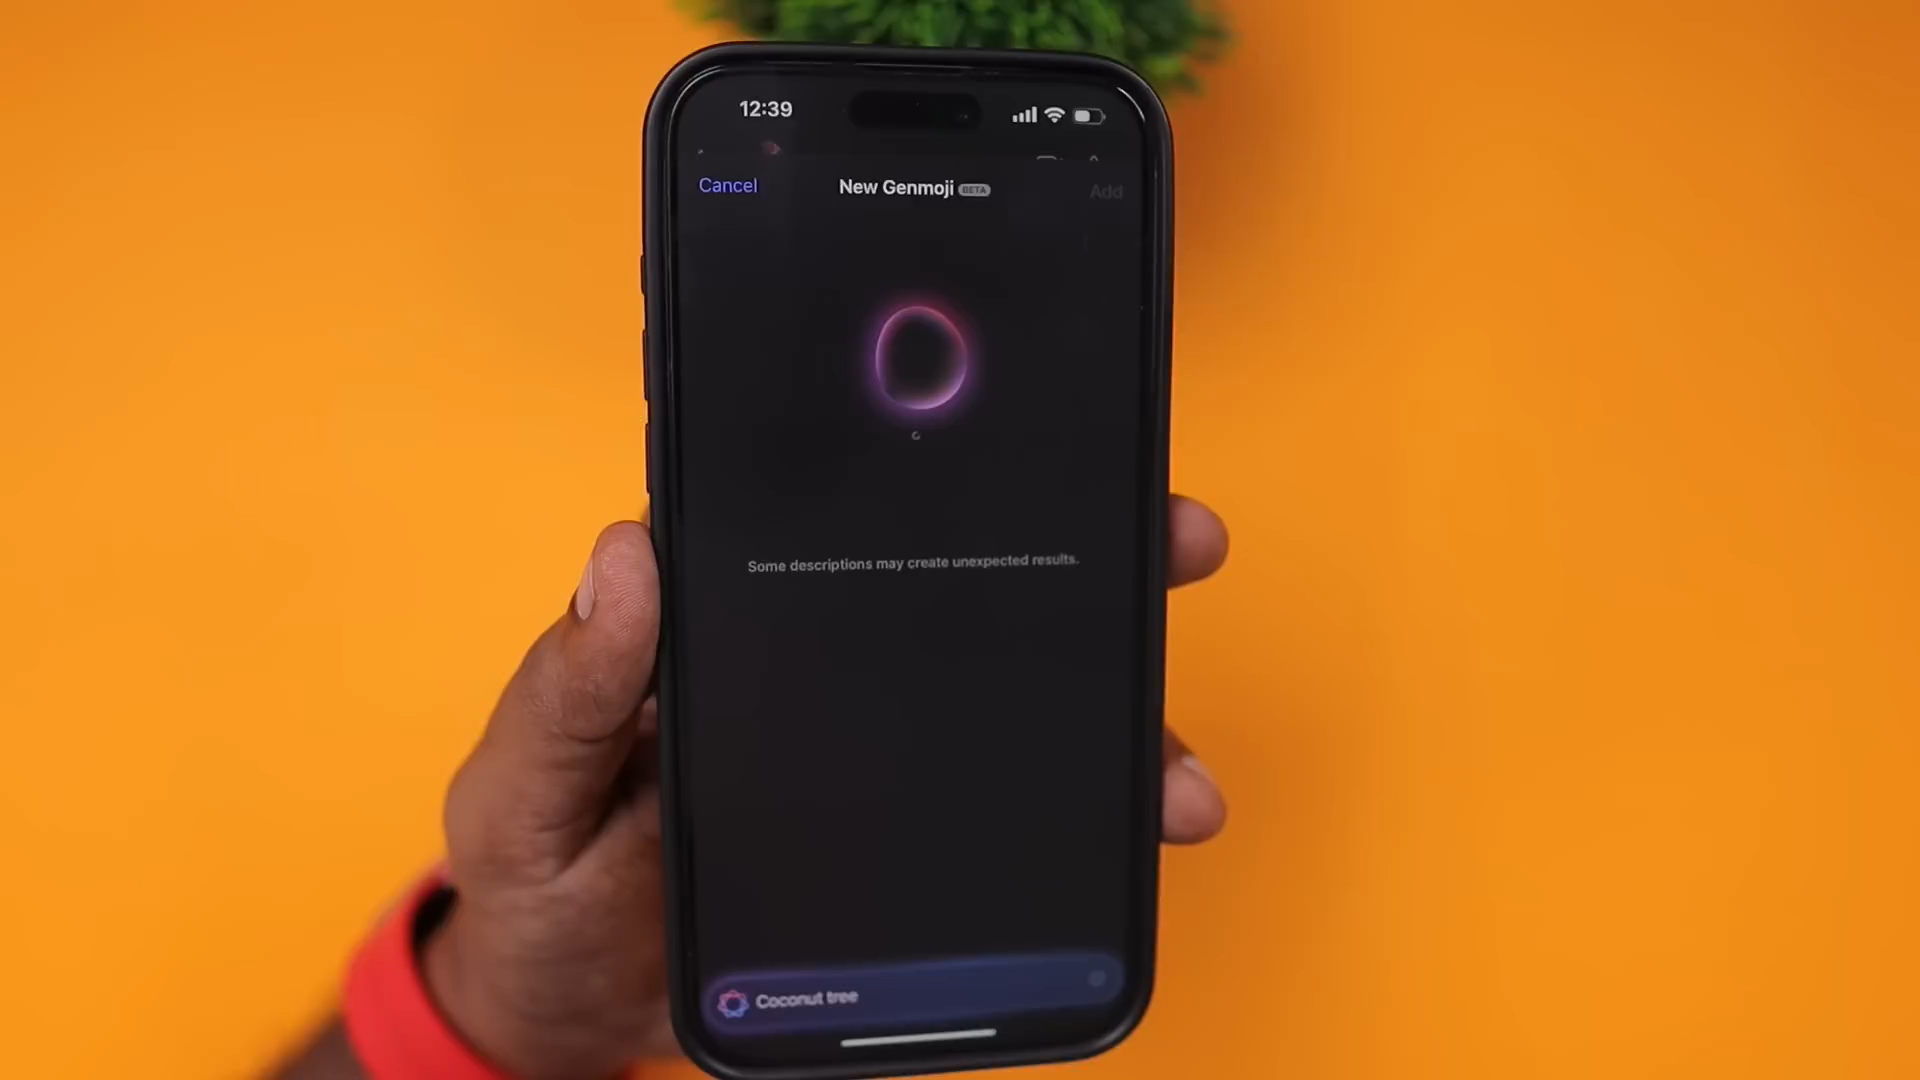 12:39
Cancel
New Genmoji BETA
Add
Some descriptions may create unexpected results.
Coconut tree